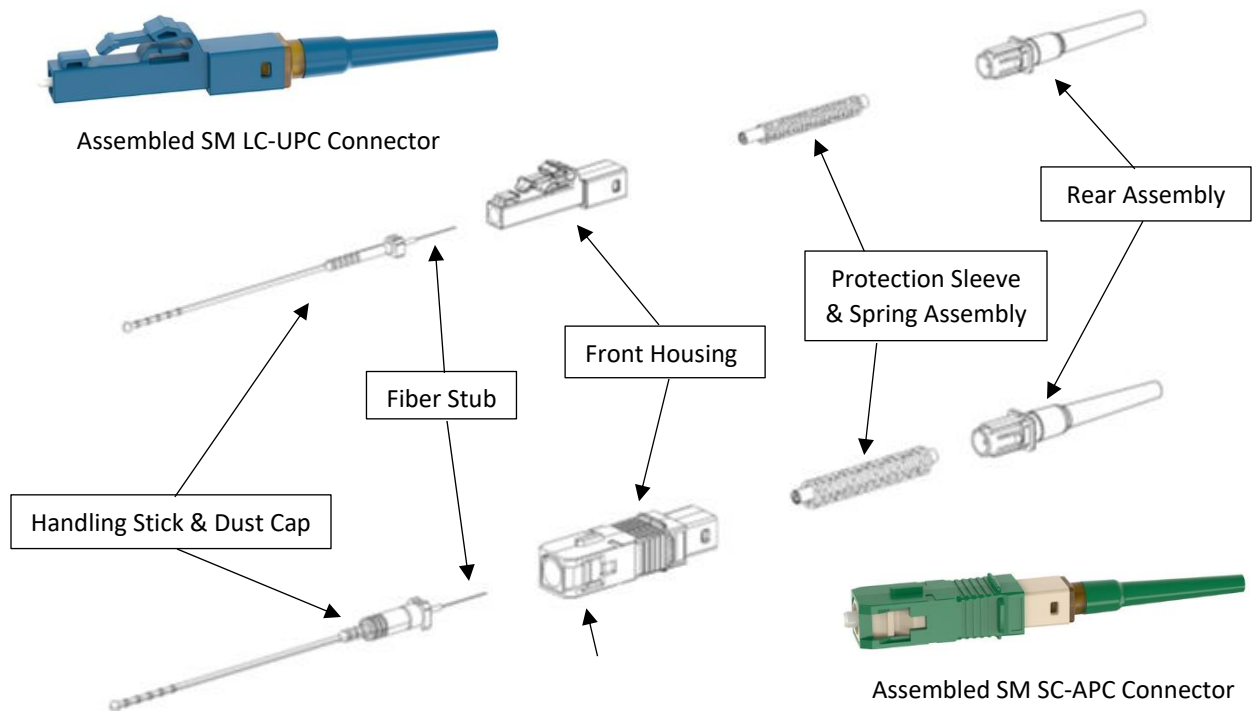 Assembled SM LC-UPC Connector
Rear Assembly
Protection Sleeve
& Spring Assembly
Front Housing
Fiber Stub
Handling Stick & Dust Cap
Assembled SM SC-APC Connector